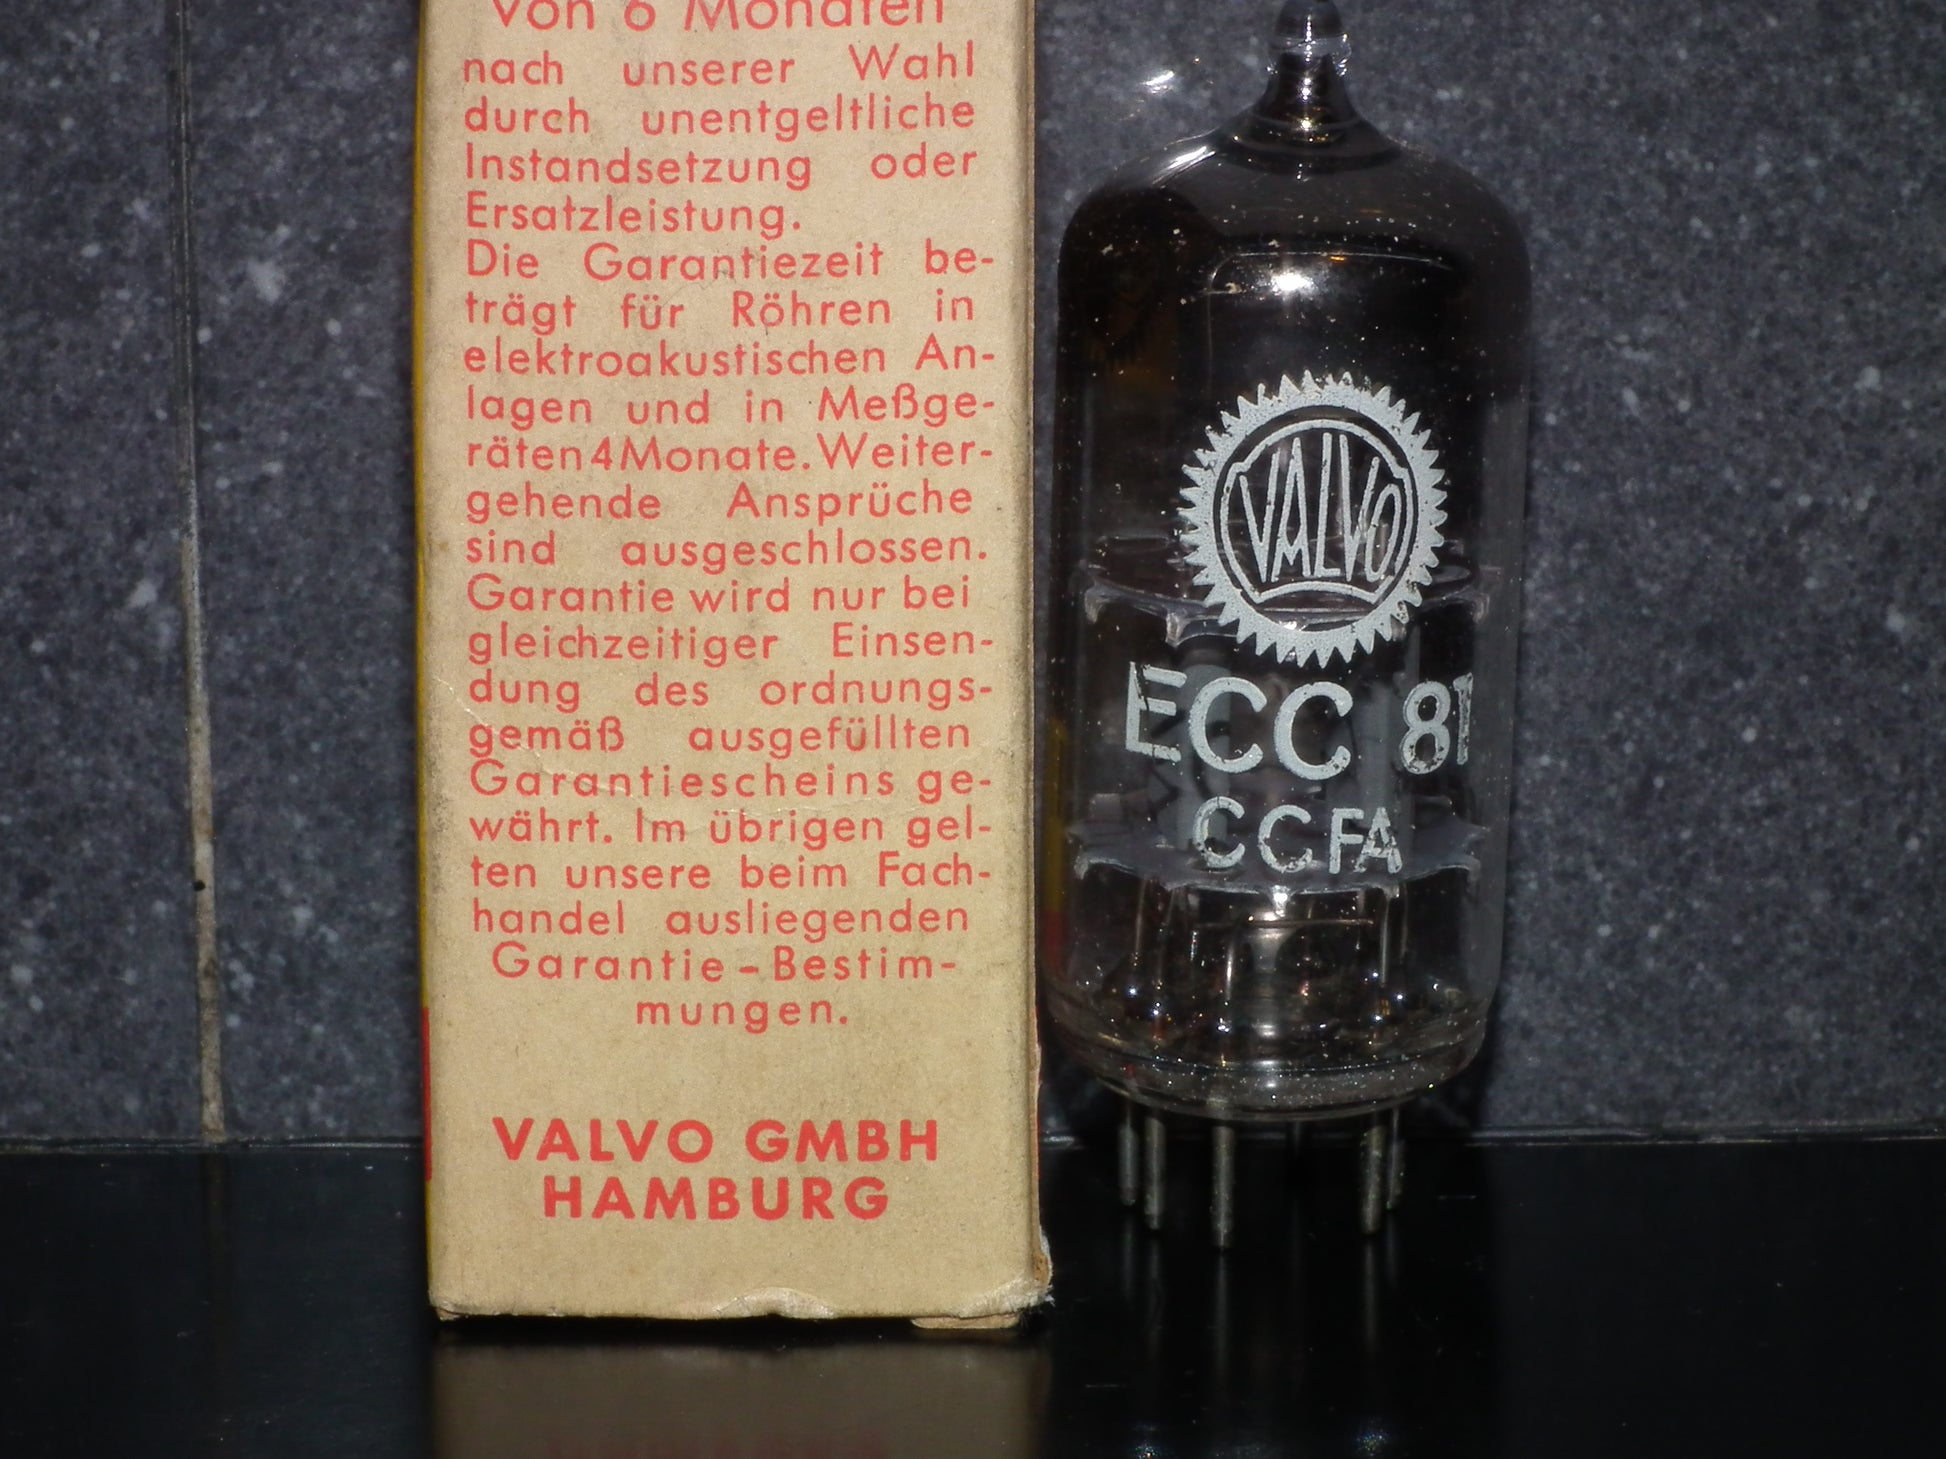 von 6 Monaten
nach unserer Wahl
durch unentgeltliche
Instandsetzung oder
Ersatzleistung.
Die Garantiezeit be-
trägt für Röhren in
elektroakustischen An-
lagen und in Meßge-
räten 4 Monate. Weiter-
gehende Ansprüche
sind ausgeschlossen.
Garantie wird nur bei
gleichzeitiger Einsen-
dung des ordnungs-
gemäß ausgefüllten
Garantiescheins ge-
währt. Im übrigen gel-
ten unsere beim Fach-
handel ausliegenden
Garantie-Bestim-
mungen.
VALVO GMBH
HAMBURG
VALVO
ECC 81
CCFA